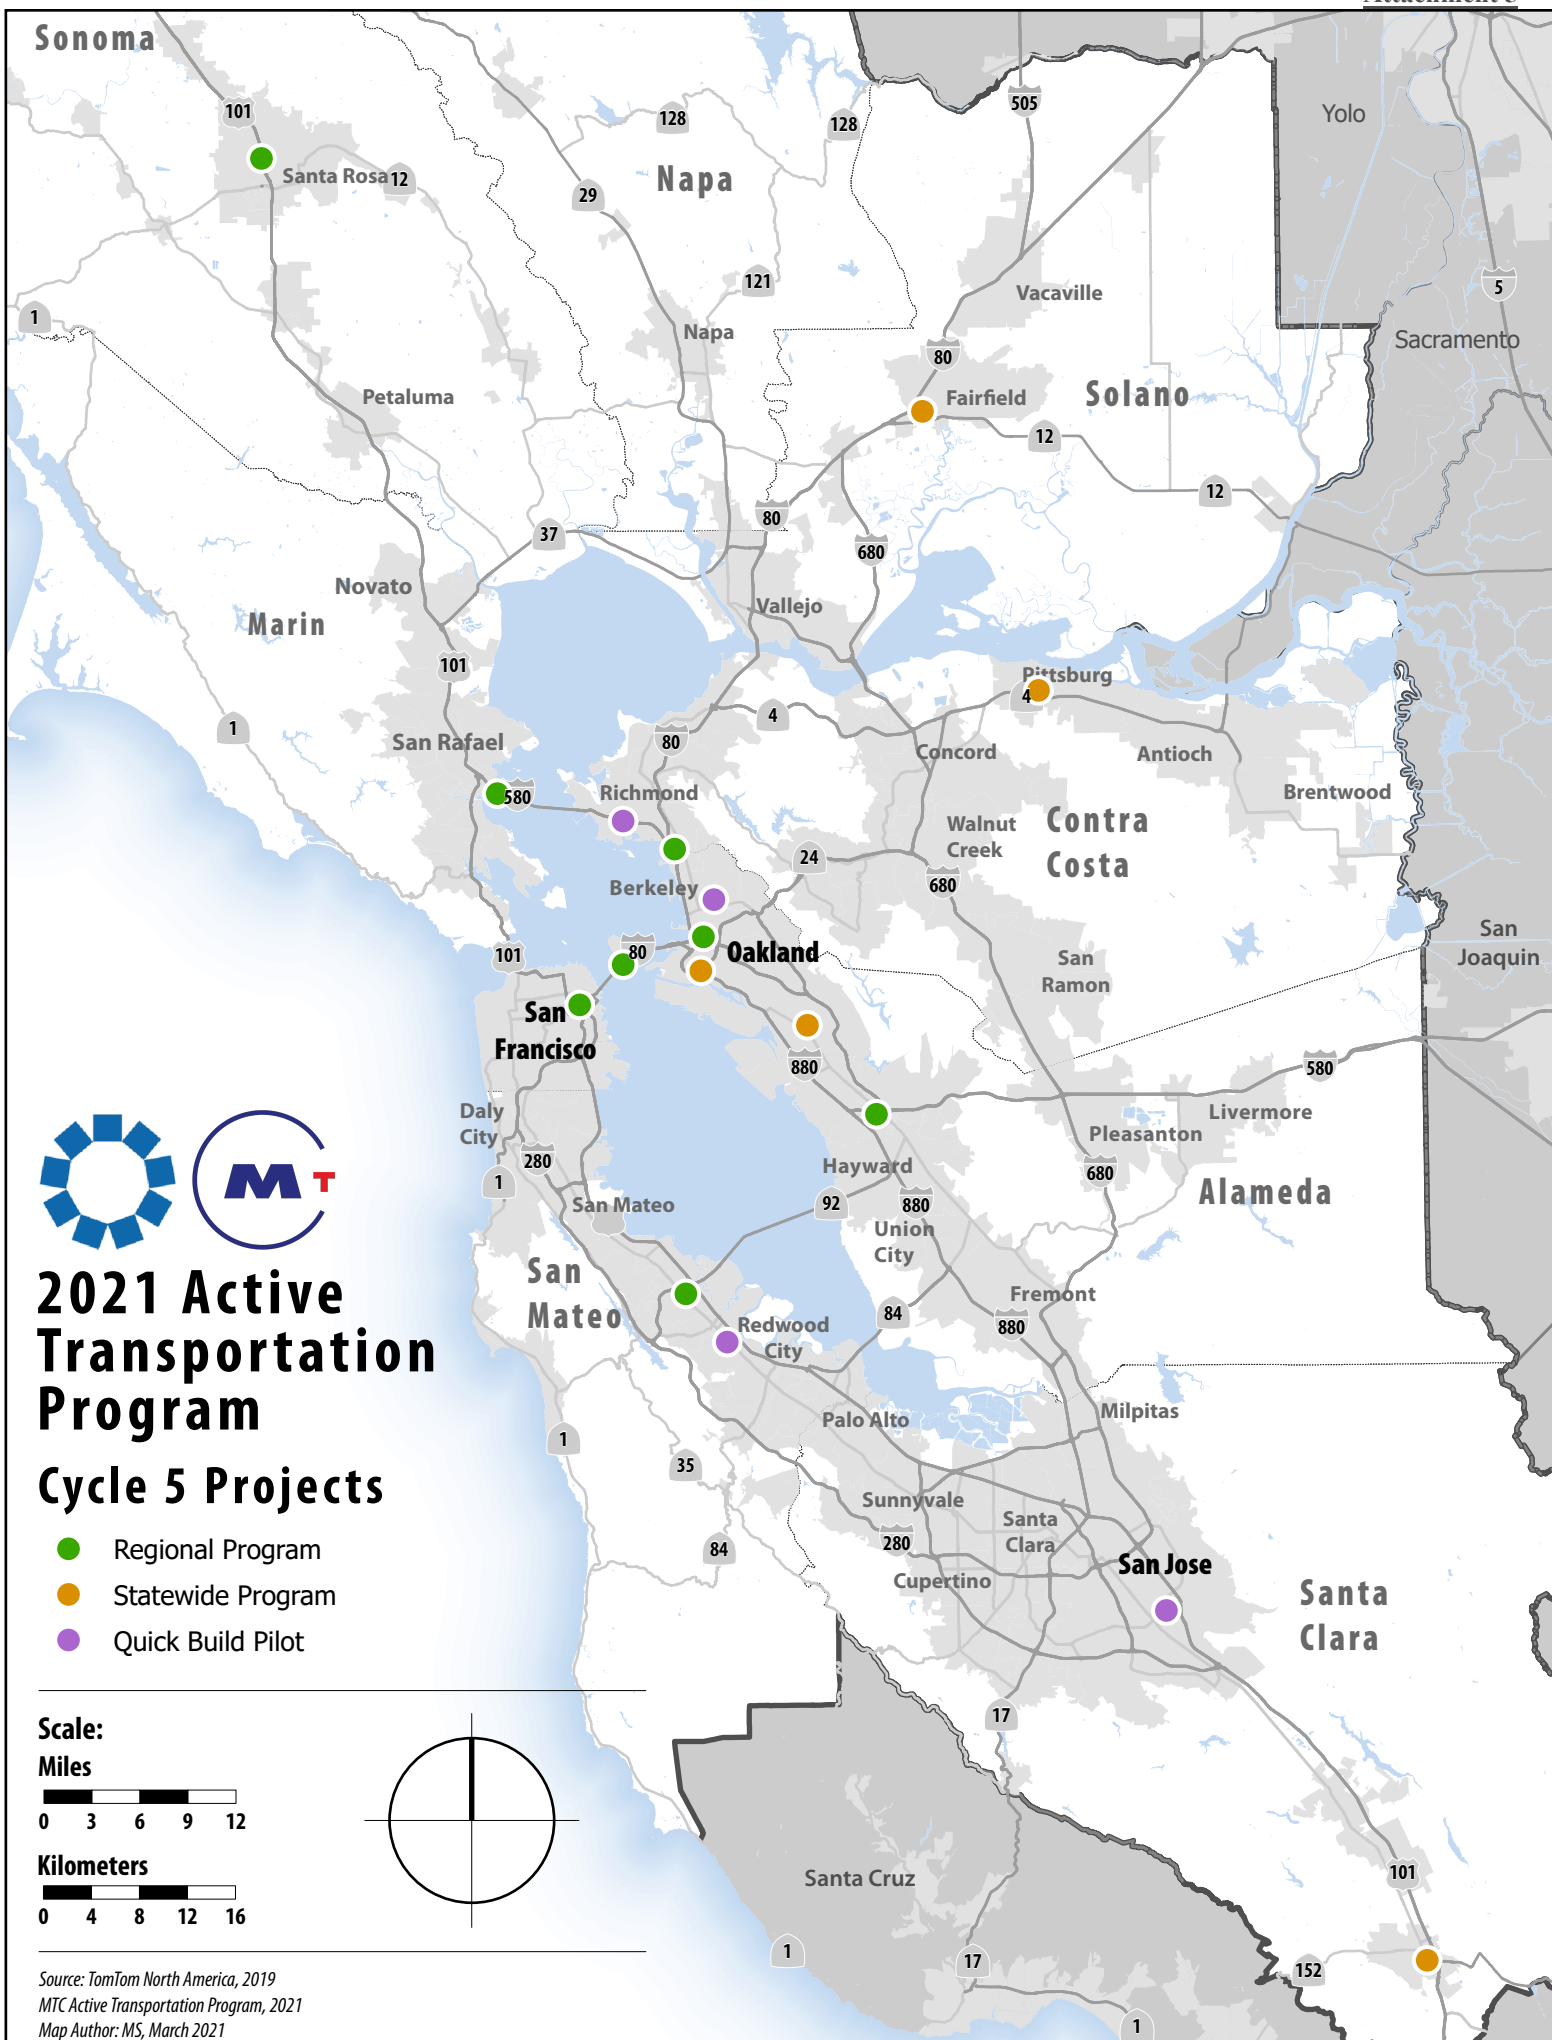 Sonoma
101
Santa Rosa
12
128
128
505
Yolo
Napa
29
121
Vacaville
5
1
Napa
Sacramento
80
Petaluma
Fairfield
Solano
12
12
80
37
680
Novato
Vallejo
Marin
101
Pittsburg
4
1
4
San Rafael
80
Concord
Antioch
580
Richmond
Brentwood
Walnut
Creek
Contra
Costa
24
Berkeley
680
101
80
Oakland
San
Ramon
San
Joaquin
San
Francisco
880
580
Daly
City
Livermore
Pleasanton
280
1
Hayward
680
San Mateo
92
880
Alameda
Union
City
San
Mateo
Fremont
84
880
Redwood
City
Palo Alto
Milpitas
1
35
Sunnyvale
Santa
Clara
84
280
Cupertino
San Jose
Santa
Clara
17
101
Santa Cruz
1
17
152
1
M T
2021 Active
Transportation
Program
Cycle 5 Projects
Regional Program
Statewide Program
Quick Build Pilot
Scale:
Miles
0 3 6 9 12
Kilometers
0 4 8 12 16
Source: TomTom North America, 2019
MTC Active Transportation Program, 2021
Map Author: MS, March 2021